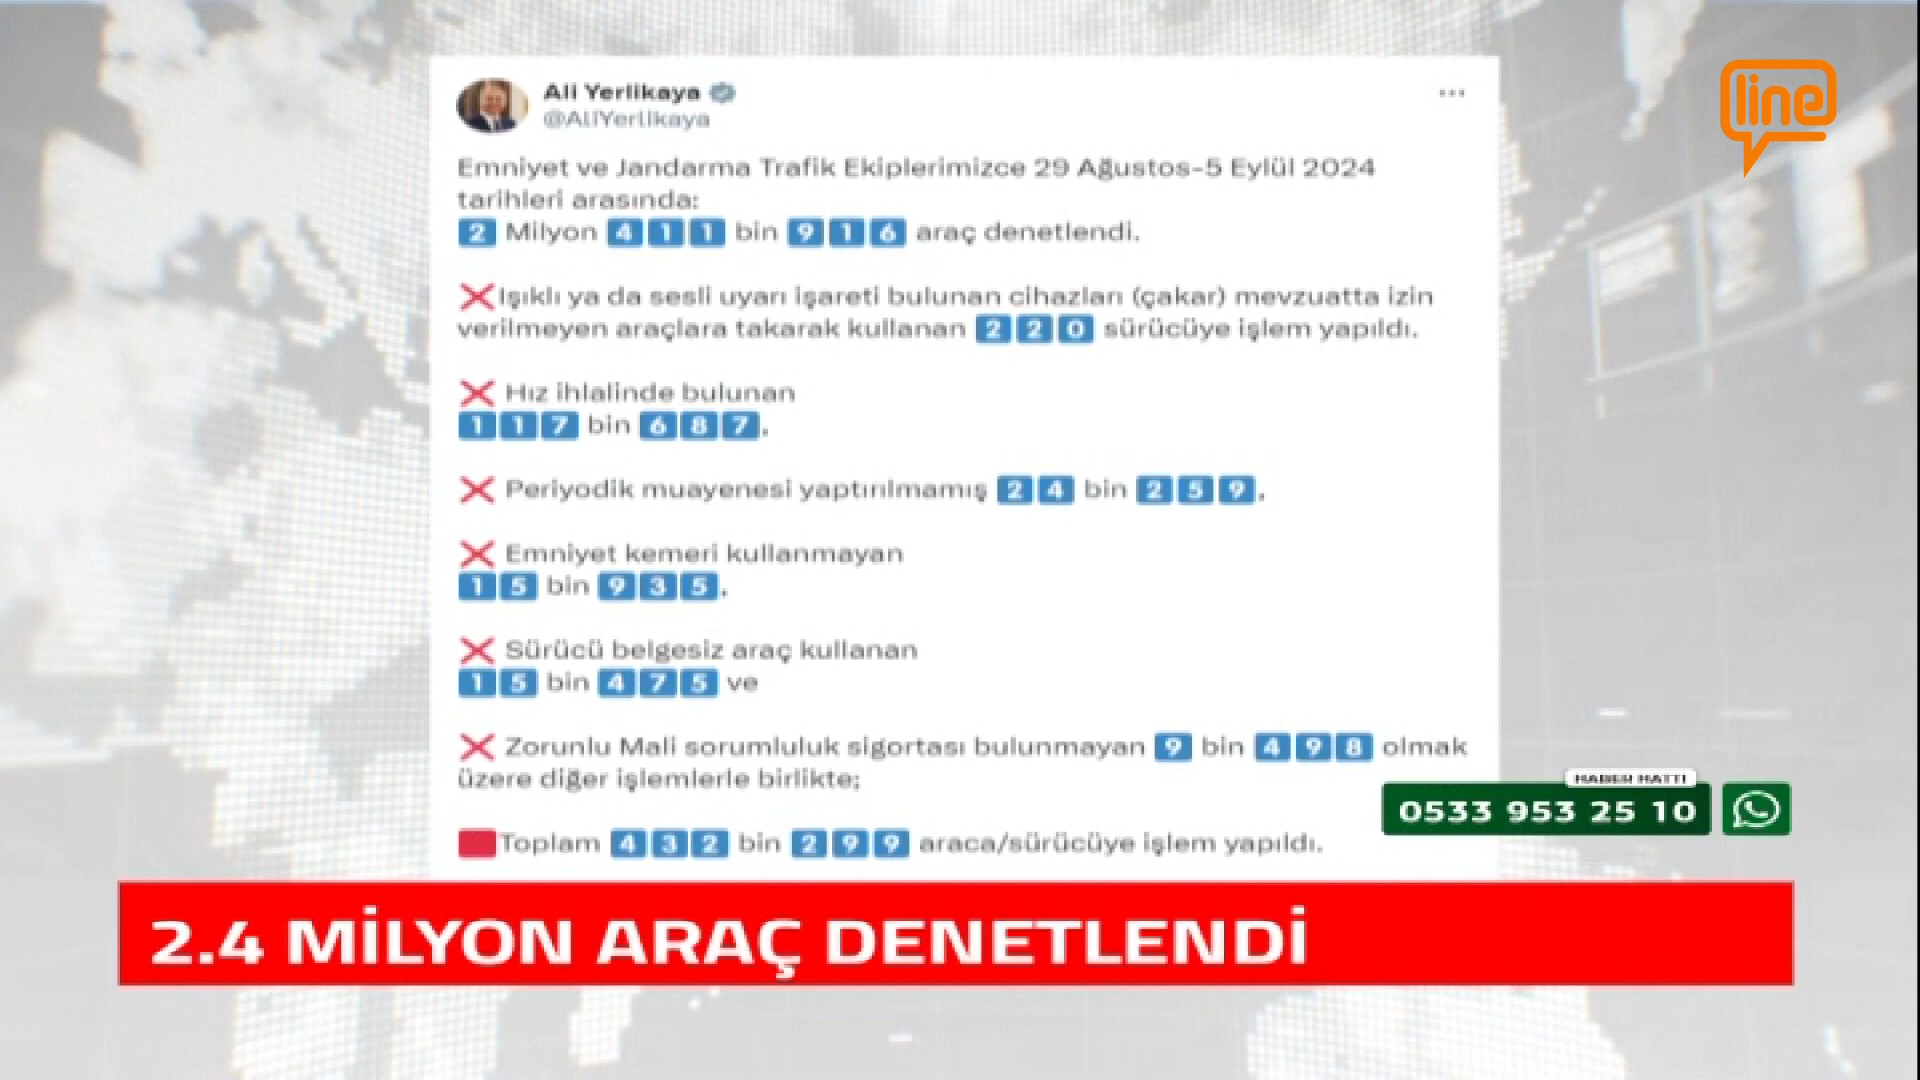 line
Ali Yerlikaya
@AliYerlikaya
Emniyet ve Jandarma Trafik Ekiplerimizce 29 Ağustos-5 Eylül 2024
tarihleri arasında:
2 Milyon 411 bin 916 araç denetlendi.
❌Işıklı ya da sesli uyarı işareti bulunan cihazları (çakar) mevzuatta izin
verilmeyen araçlara takarak kullanan 220 sürücüye işlem yapıldı.
❌ Hız ihlalinde bulunan
117 bin 687,
❌ Periyodik muayenesi yaptırılmamış 24 bin 259,
❌ Emniyet kemeri kullanmayan
15 bin 935,
❌ Sürücü belgesiz araç kullanan
15 bin 475 ve
❌ Zorunlu Mali sorumluluk sigortası bulunmayan 9 bin 498 olmak
üzere diğer işlemlerle birlikte;
🟥Toplam 432 bin 299 araca/sürücüye işlem yapıldı.
HABER HATTI
0533 953 25 10
2.4 MİLYON ARAÇ DENETLENDİ